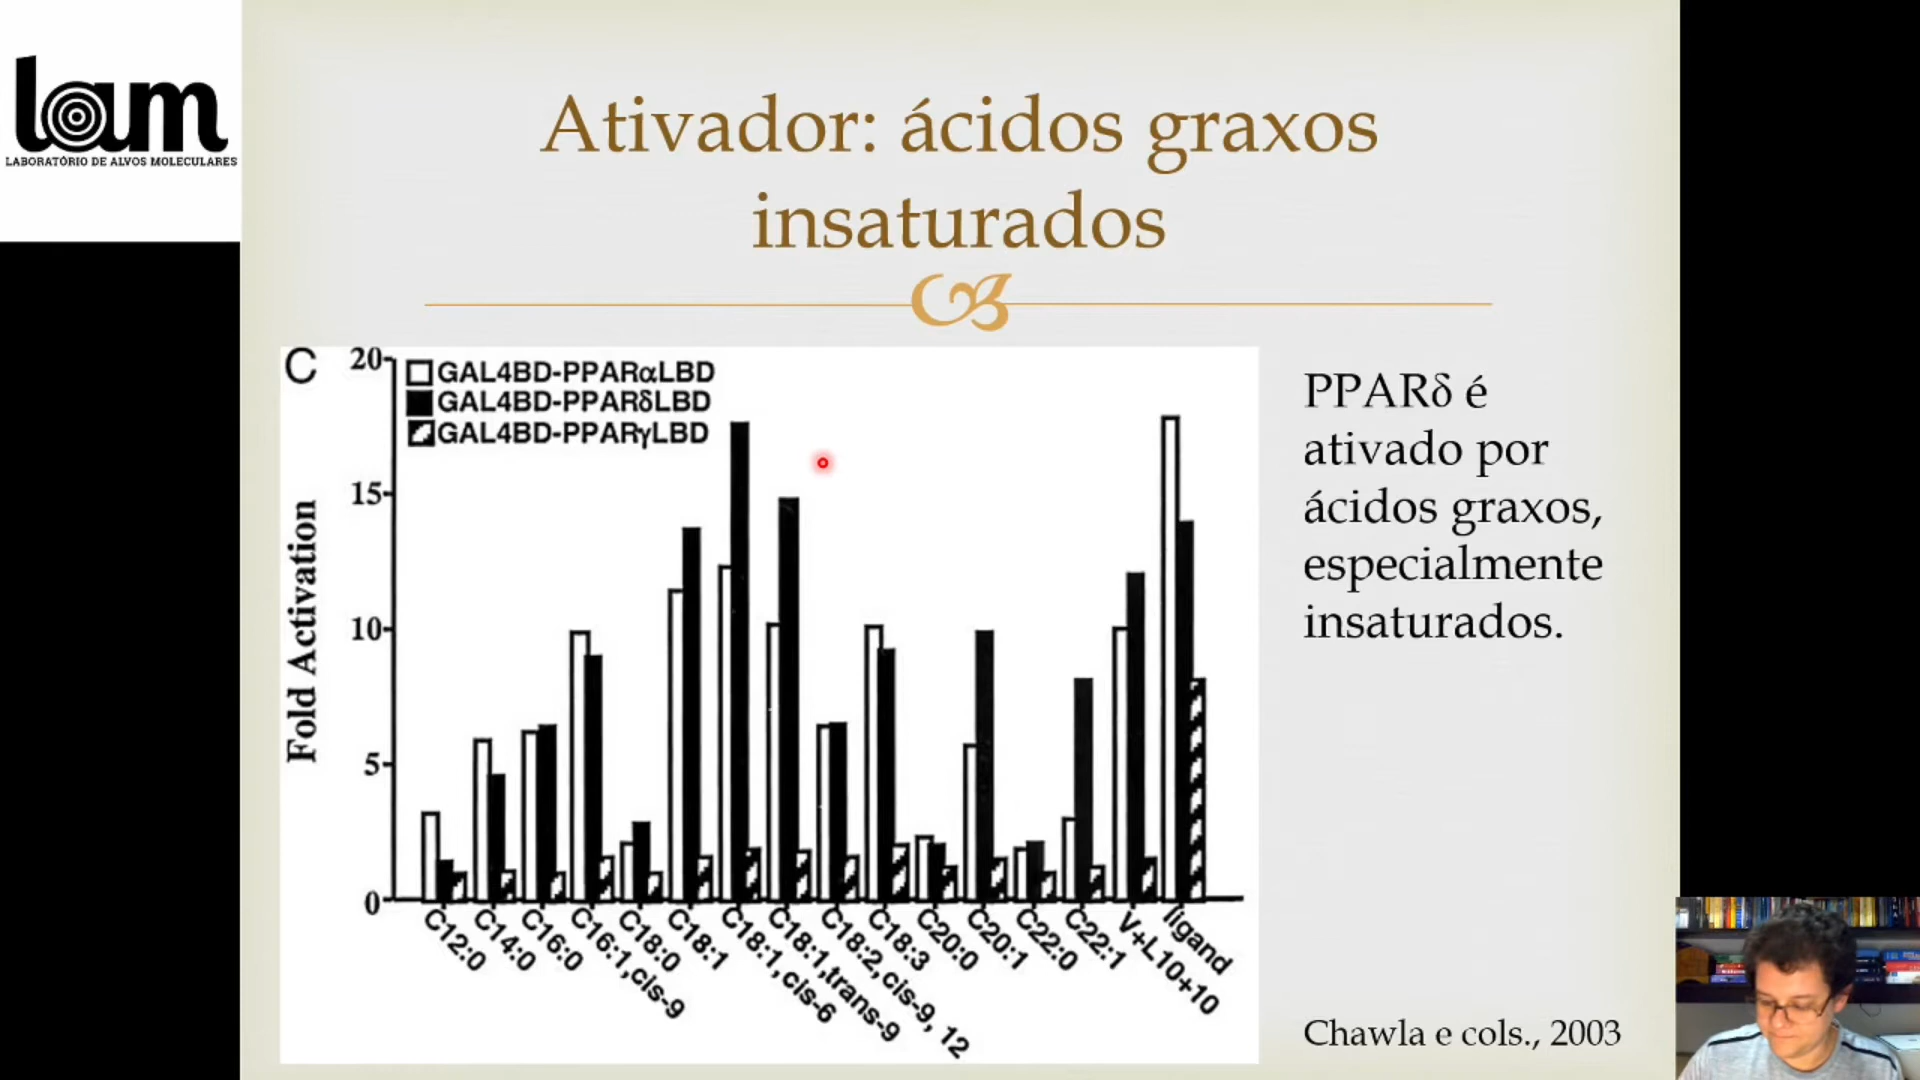 lam
LABORATÓRIO DE ALVOS MOLECULARES
Ativador: ácidos graxos
insaturados
C
20
15
10
5
0
Fold Activation
GAL4BD-PPARαLBD
GAL4BD-PPARδLBD
GAL4BD-PPARγLBD
C12:0
C14:0
C16:0
C16:1,cis-9
C18:0
C18:1
C18:1,cis-6
C18:1,trans-9
C18:2,cis-9, 12
C18:3
C20:0
C20:1
C22:0
C22:1
V+L10+10
ligand
PPARδ é
ativado por
ácidos graxos,
especialmente
insaturados.
Chawla e cols., 2003